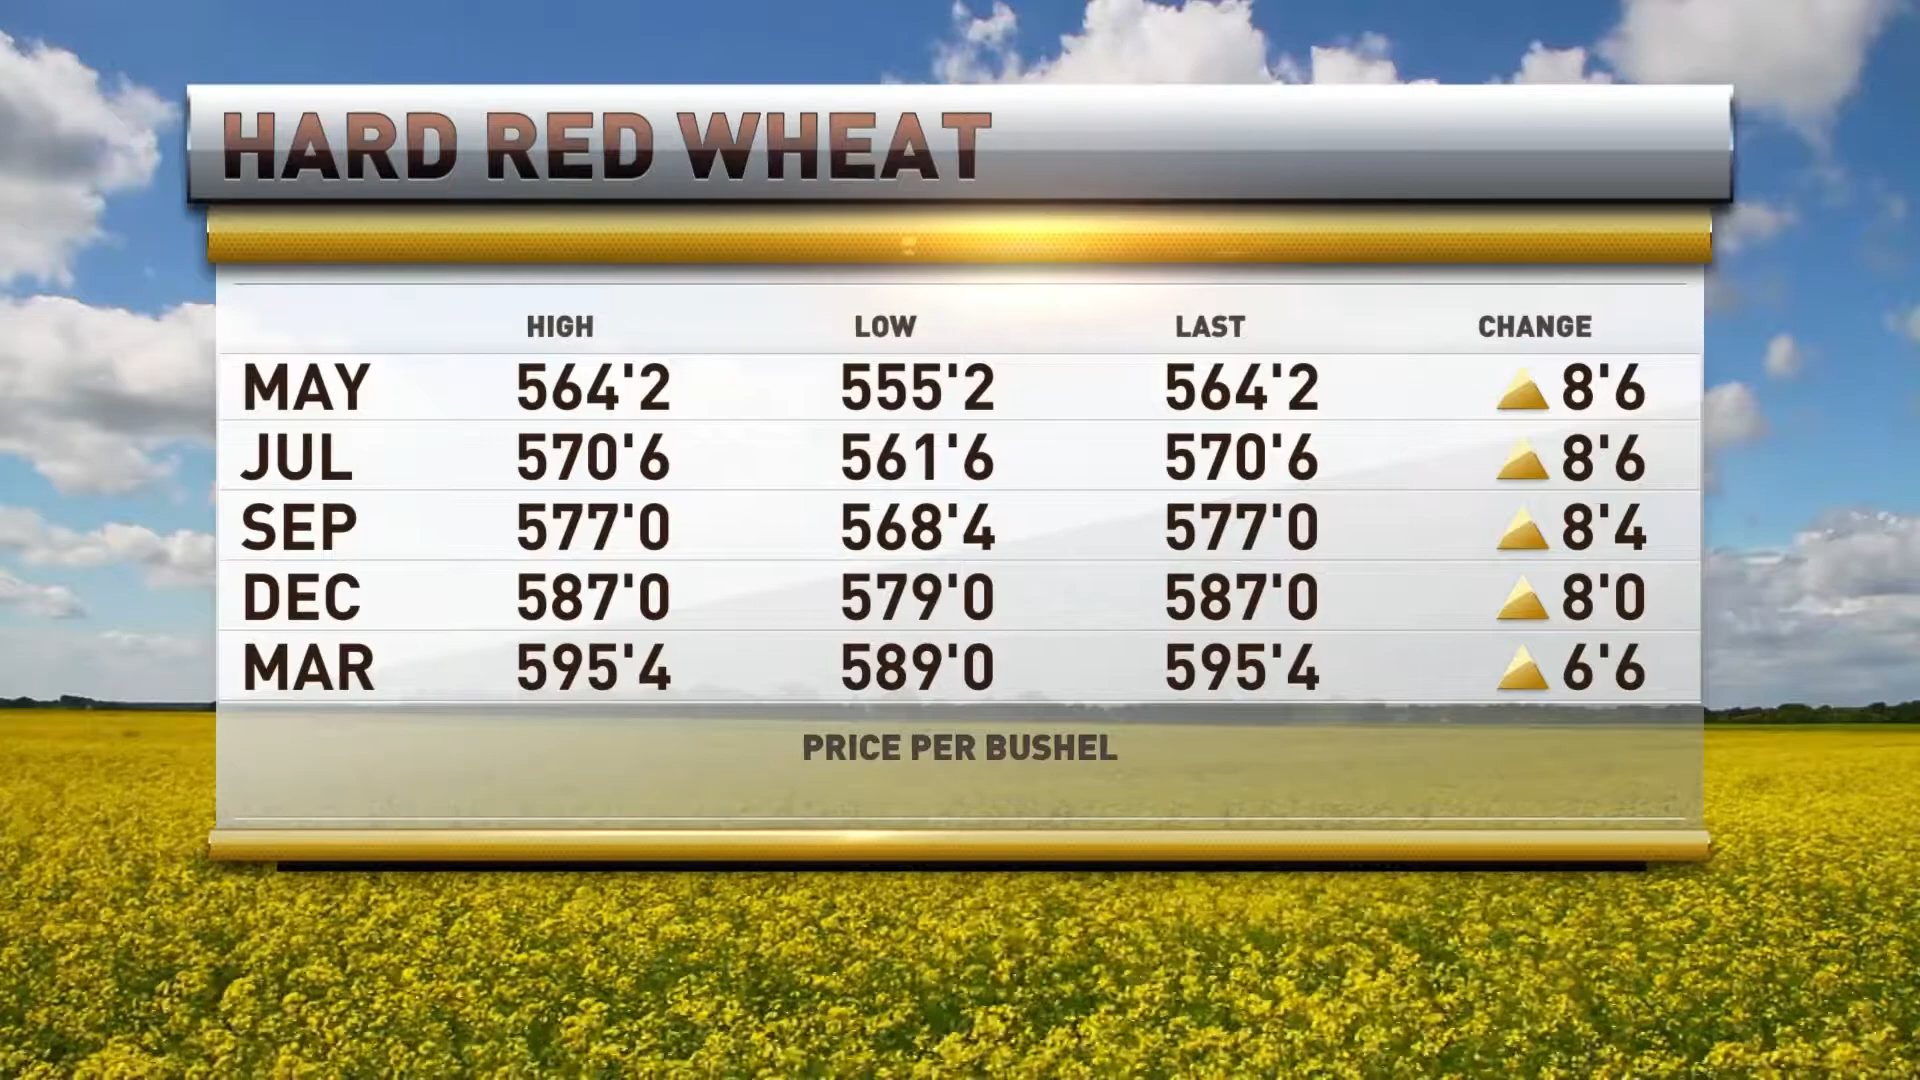 HARD RED WHEAT
HIGH LOW LAST CHANGE
MAY 564'2 555'2 564'2 8'6
JUL 570'6 561'6 570'6 8'6
SEP 577'0 568'4 577'0 8'4
DEC 587'0 579'0 587'0 8'0
MAR 595'4 589'0 595'4 6'6
PRICE PER BUSHEL